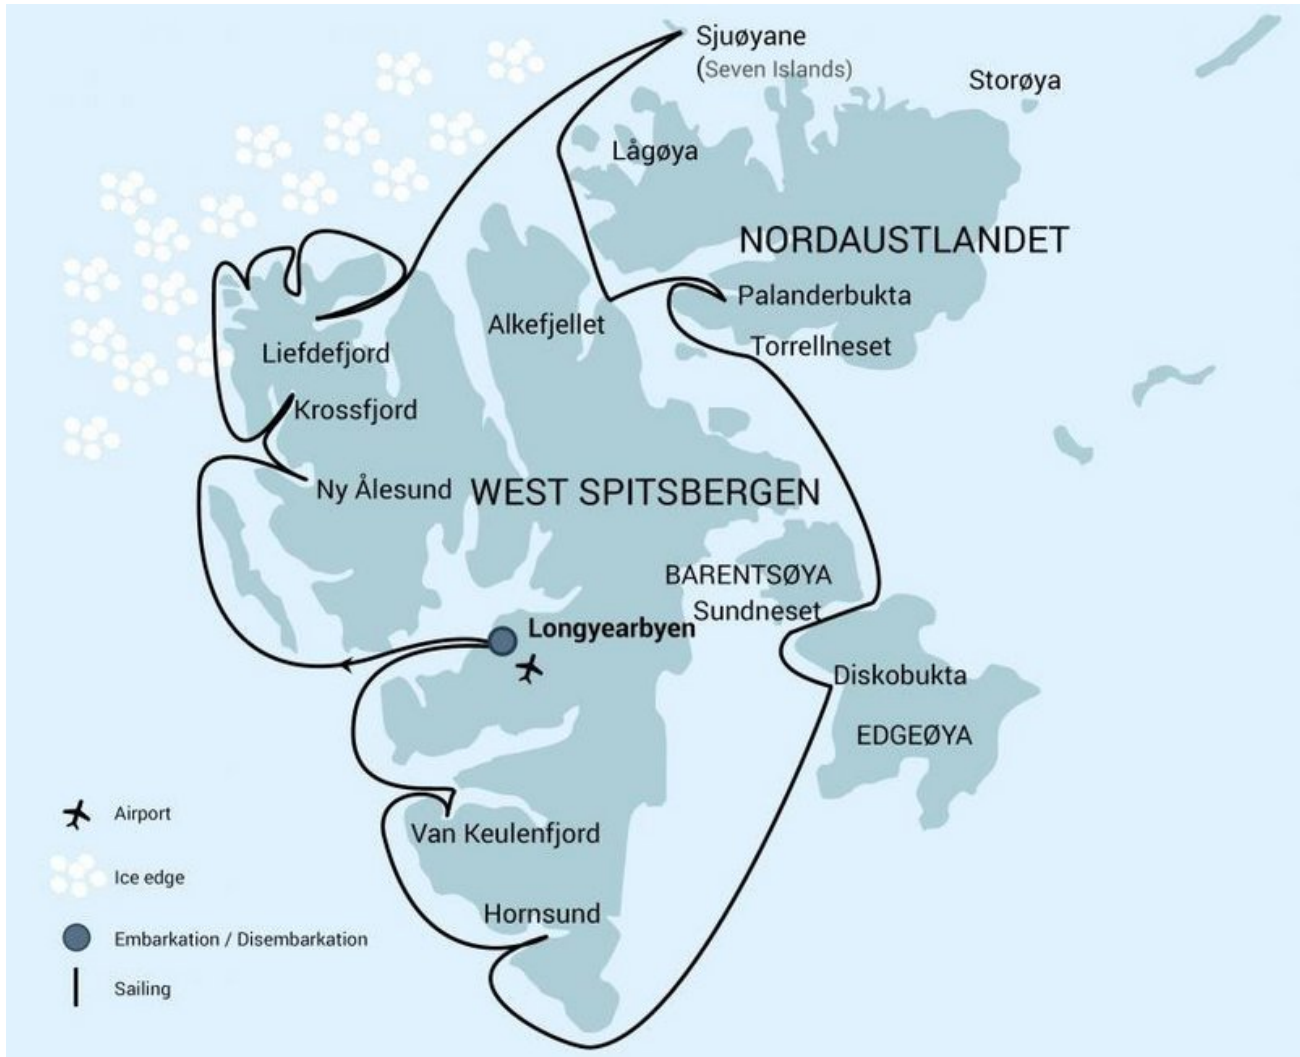 Sjuøyane
(Seven Islands)
Storøya
Lågøya
NORDAUSTLANDET
Palanderbukta
Alkefjellet
Torrellneset
Liefdefjord
Krossfjord
Ny Ålesund
WEST SPITSBERGEN
BARENTSØYA
Sundneset
Longyearbyen
Diskobukta
EDGEØYA
Airport
Van Keulenfjord
Ice edge
Hornsund
Embarkation / Disembarkation
Sailing